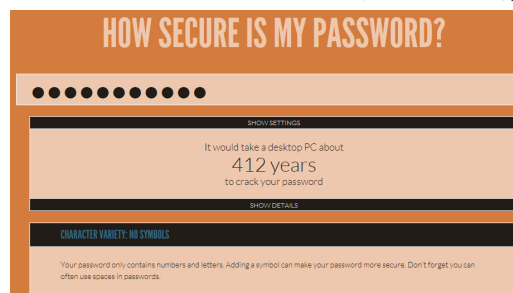 HOW SECURE IS MY PASSWORD?
SHOW SETTINGS
It would take a desktop PC about
412 years
to crack your password
SHOW DETAILS
CHARACTER VARIETY: NO SYMBOLS
Your password only contains numbers and letters. Adding a symbol can make your password more secure. Don't forget you can
often use spaces in passwords.